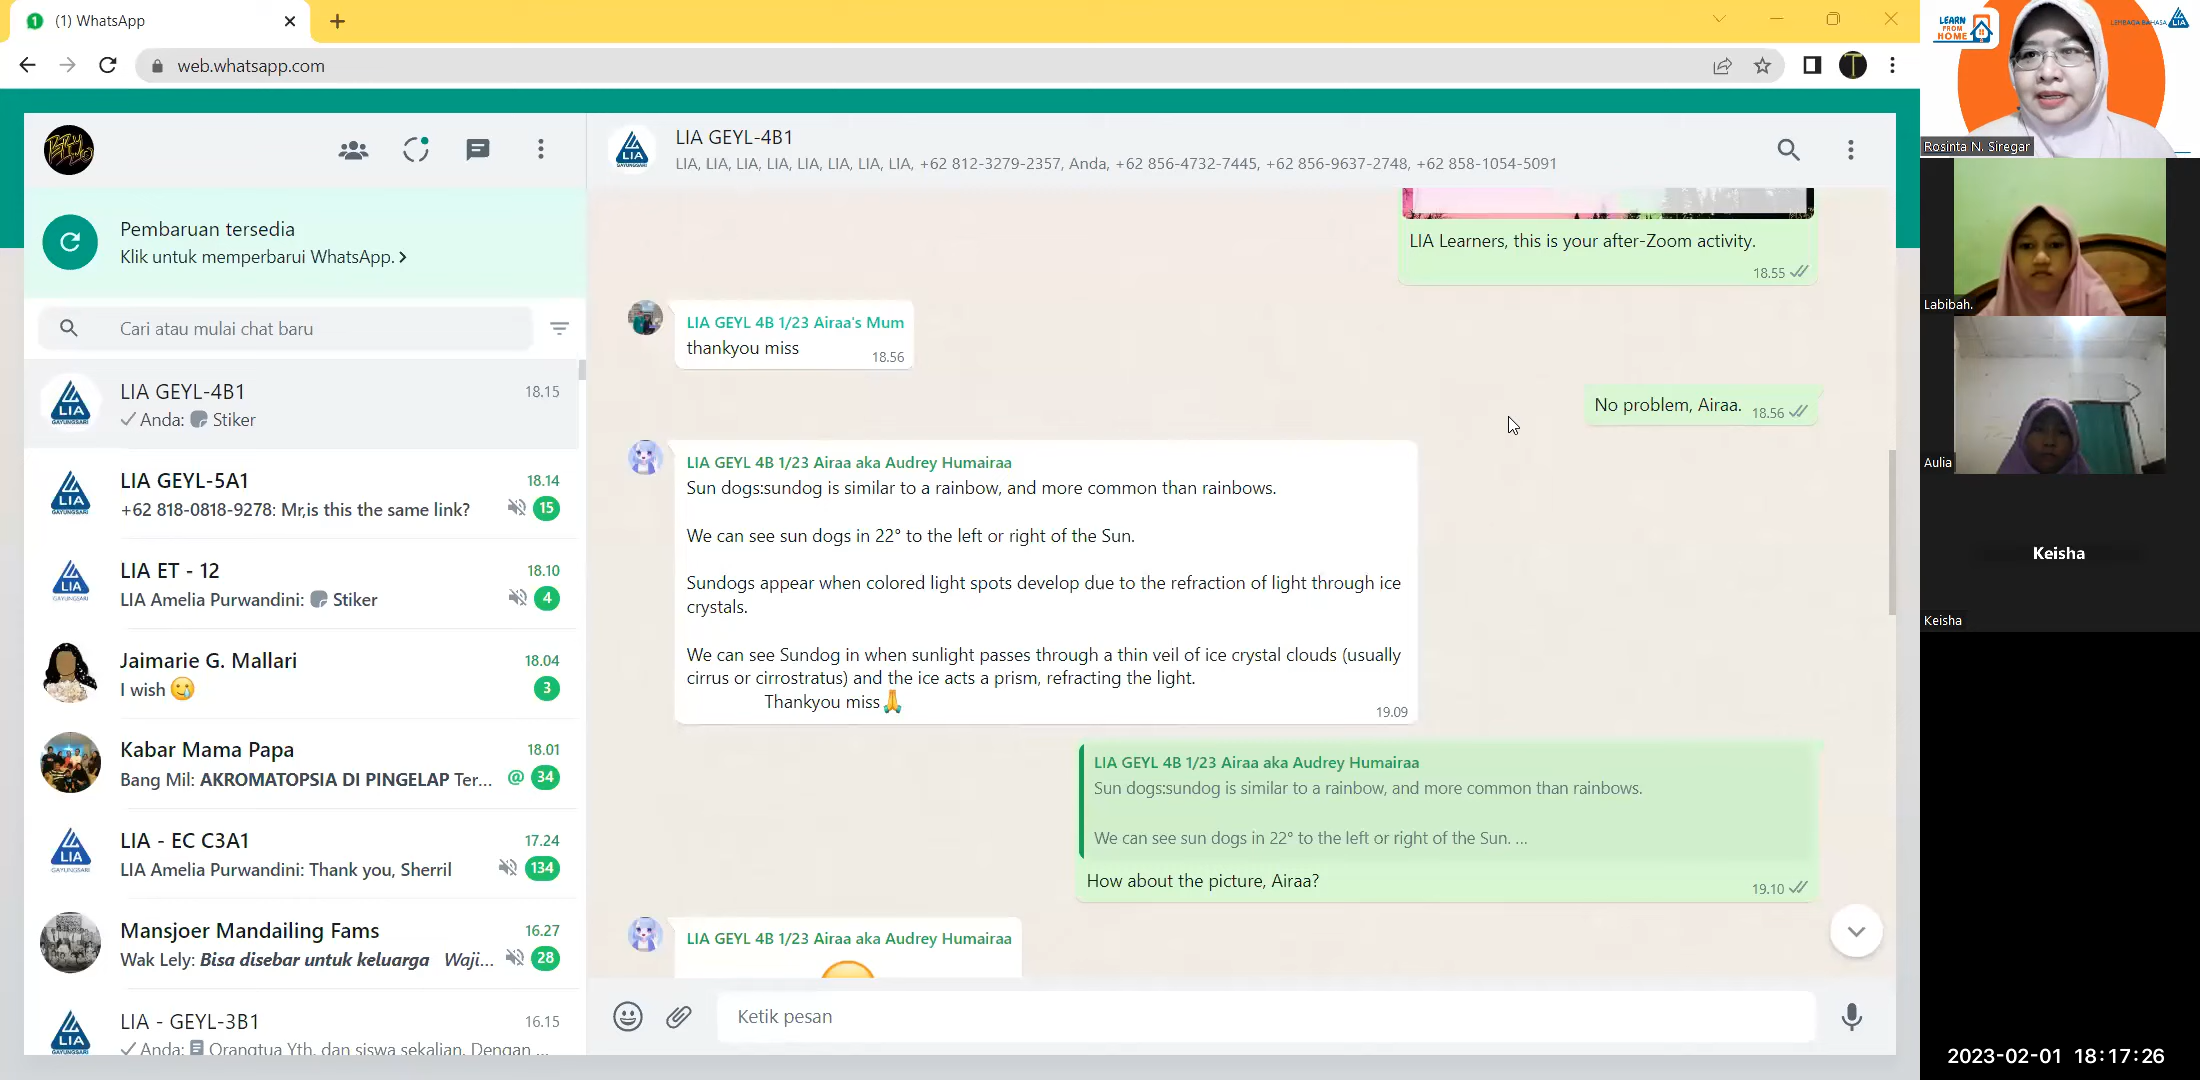 (1) WhatsApp
web.whatsapp.com
Pembaruan tersedia
Klik untuk memperbarui WhatsApp.
Cari atau mulai chat baru
LIA GEYL-4B1
18.15
Anda: Stiker
LIA GEYL-5A1
18.14
+62 818-0818-9278: Mr,is this the same link?
15
LIA ET - 12
18.10
LIA Amelia Purwandini: Stiker
4
Jaimarie G. Mallari
18.04
I wish
3
Kabar Mama Papa
18.01
Bang Mil: AKROMATOPSIA DI PINGELAP Ter...
@ 34
LIA - EC C3A1
17.24
LIA Amelia Purwandini: Thank you, Sherril
134
Mansjoer Mandailing Fams
16.27
Wak Lely: Bisa disebar untuk keluarga Waji...
28
LIA - GEYL-3B1
16.15
Anda: Orangtua Yth. dan siswa sekalian, Dengan ...
LIA GEYL-4B1
LIA, LIA, LIA, LIA, LIA, LIA, LIA, LIA, +62 812-3279-2357, Anda, +62 856-4732-7445, +62 856-9637-2748, +62 858-1054-5091
LIA Learners, this is your after-Zoom activity.
18.55
LIA GEYL 4B 1/23 Airaa's Mum
thankyou miss
18.56
No problem, Airaa.
18.56
LIA GEYL 4B 1/23 Airaa aka Audrey Humairaa
Sun dogs:sundog is similar to a rainbow, and more common than rainbows.
We can see sun dogs in 22° to the left or right of the Sun.
Sundogs appear when colored light spots develop due to the refraction of light through ice
crystals.
We can see Sundog in when sunlight passes through a thin veil of ice crystal clouds (usually
cirrus or cirrostratus) and the ice acts a prism, refracting the light.
Thankyou miss🙏
19.09
LIA GEYL 4B 1/23 Airaa aka Audrey Humairaa
Sun dogs:sundog is similar to a rainbow, and more common than rainbows.
We can see sun dogs in 22° to the left or right of the Sun. ...
How about the picture, Airaa?
19.10
LIA GEYL 4B 1/23 Airaa aka Audrey Humairaa
Ketik pesan
LEARN
FROM
HOME
LEMBAGA BAHASA LIA
Rosinta N. Siregar
Labibah.
Aulia
Keisha
Keisha
2023-02-01 18:17:26